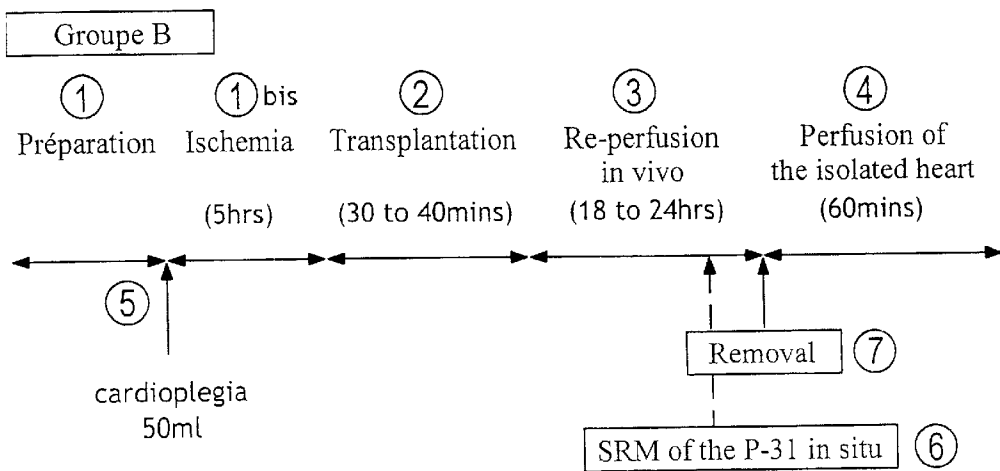 Groupe B
1 1 bis 2 3 4
Préparation Ischemia Transplantation Re-perfusion Perfusion of
in vivo the isolated heart
(5hrs) (30 to 40mins) (18 to 24hrs) (60mins)
5
Removal 7
cardioplegia
50ml
SRM of the P-31 in situ 6